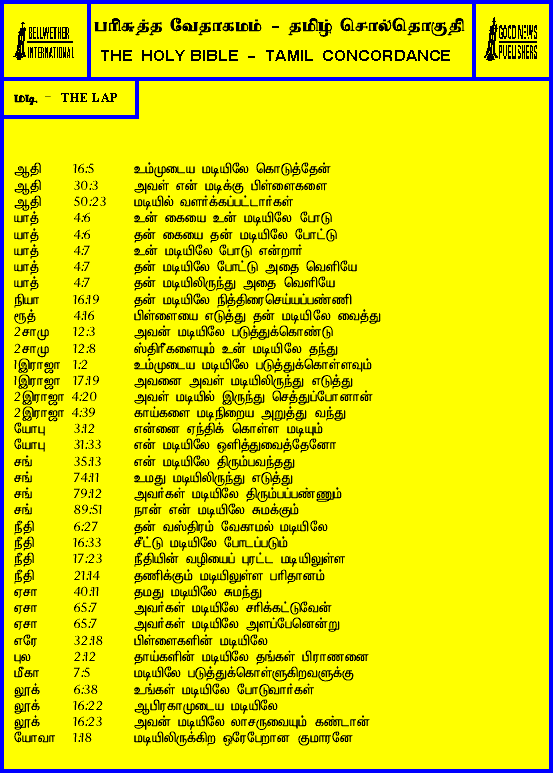 BELLWETHER
INTERNATIONAL
பரிசுத்த வேதாகமம் - தமிழ் சொல்தொகுதி
THE HOLY BIBLE - TAMIL CONCORDANCE
GOOD NEWS
PUBLISHERS
மடி. - THE LAP
ஆதி 16:5 உம்முடைய மடியிலே கொடுத்தேன்
ஆதி 30:3 அவள் என் மடிக்கு பிள்ளைகளை
ஆதி 50:23 மடியில் வளர்க்கப்பட்டார்கள்
யாத் 4:6 உன் கையை உன் மடியிலே போடு
யாத் 4:6 தன் கையை தன் மடியிலே போட்டு
யாத் 4:7 உன் மடியிலே போடு என்றார்
யாத் 4:7 தன் மடியிலே போட்டு அதை வெளியே
யாத் 4:7 தன் மடியிலிருந்து அதை வெளியே
நியா 16:19 தன் மடியிலே நித்திரைசெய்யப்பண்ணி
ரூத் 4:16 பிள்ளையை எடுத்து தன் மடியிலே வைத்து
2சாமு 12:3 அவன் மடியிலே படுத்துக்கொண்டு
2சாமு 12:8 ஸ்திரீகளையும் உன் மடியிலே தந்து
1இராஜா 1:2 உம்முடைய மடியிலே படுத்துக்கொள்ளவும்
1இராஜா 17:19 அவனை அவள் மடியிலிருந்து எடுத்து
2இராஜா 4:20 அவள் மடியில் இருந்து செத்துப்போனான்
2இராஜா 4:39 காய்களை மடிநிறைய அறுத்து வந்து
யோபு 3:12 என்னை ஏந்திக் கொள்ள மடியும்
யோபு 31:33 என் மடியிலே ஒளித்துவைத்தேனோ
சங் 35:13 என் மடியிலே திரும்பவந்தது
சங் 74:11 உமது மடியிலிருந்து எடுத்து
சங் 79:12 அவர்கள் மடியிலே திரும்பப்பண்ணும்
சங் 89:51 நான் என் மடியிலே சுமக்கும்
நீதி 6:27 தன் வஸ்திரம் வேகாமல் மடியிலே
நீதி 16:33 சீட்டு மடியிலே போடப்படும்
நீதி 17:23 நீதியின் வழியைப் புரட்ட மடியிலுள்ள
நீதி 21:14 தணிக்கும் மடியிலுள்ள பரிதானம்
ஏசா 40:11 தமது மடியிலே சுமந்து
ஏசா 65:7 அவர்கள் மடியிலே சரிக்கட்டுவேன்
ஏசா 65:7 அவர்கள் மடியிலே அளப்பேனென்று
எரே 32:18 பிள்ளைகளின் மடியிலே
புல 2:12 தாய்களின் மடியிலே தங்கள் பிராணனை
மீகா 7:5 மடியிலே படுத்துக்கொள்ளுகிறவளுக்கு
லூக் 6:38 உங்கள் மடியிலே போடுவார்கள்
லூக் 16:22 ஆபிரகாமுடைய மடியிலே
லூக் 16:23 அவன் மடியிலே லாசருவையும் கண்டான்
யோவா 1:18 மடியிலிருக்கிற ஒரேபேறான குமாரனே